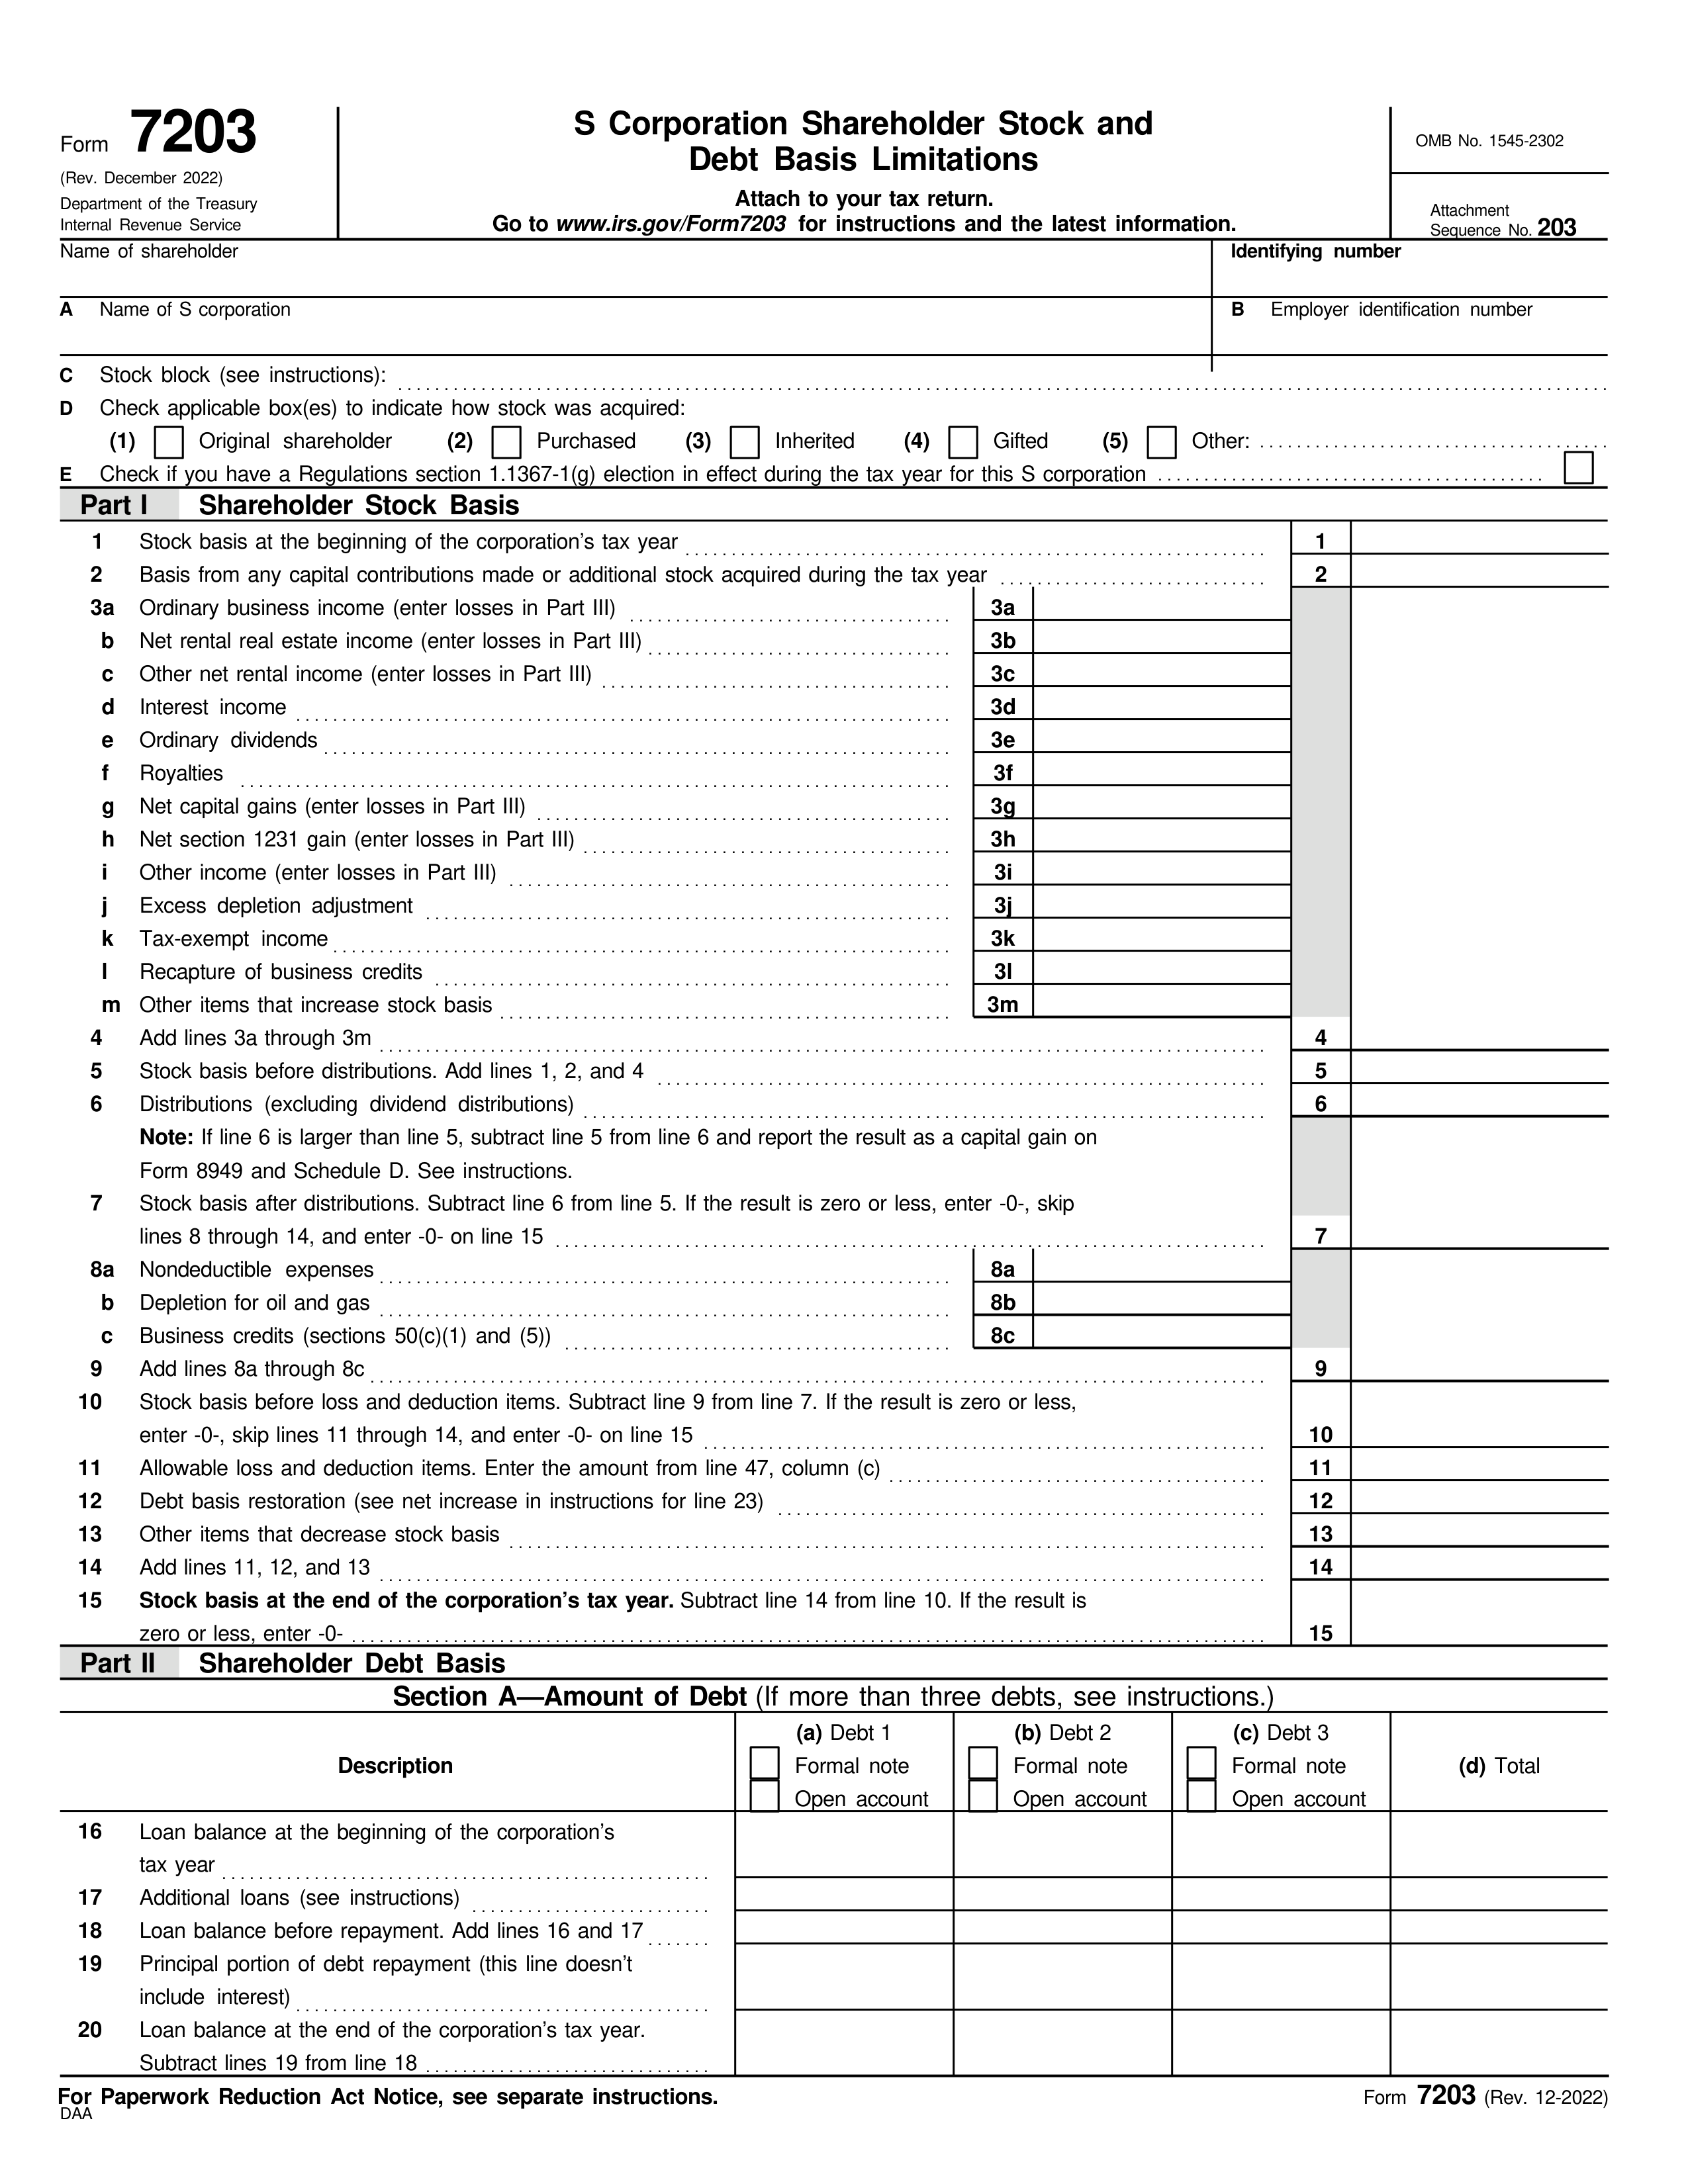 Form 7203
(Rev. December 2022)
Department of the Treasury
Internal Revenue Service
S Corporation Shareholder Stock and
Debt Basis Limitations
Attach to your tax return.
Go to www.irs.gov/Form7203 for instructions and the latest information.
OMB No. 1545-2302
Attachment
Sequence No. 203
Name of shareholder
Identifying number
A Name of S corporation
B Employer identification number
C Stock block (see instructions):
D Check applicable box(es) to indicate how stock was acquired:
(1) Original shareholder (2) Purchased (3) Inherited (4) Gifted (5) Other:
E Check if you have a Regulations section 1.1367-1(g) election in effect during the tax year for this S corporation
Part I Shareholder Stock Basis
1 Stock basis at the beginning of the corporation's tax year 1
2 Basis from any capital contributions made or additional stock acquired during the tax year 2
3a Ordinary business income (enter losses in Part III) 3a
b Net rental real estate income (enter losses in Part III) 3b
c Other net rental income (enter losses in Part III) 3c
d Interest income 3d
e Ordinary dividends 3e
f Royalties 3f
g Net capital gains (enter losses in Part III) 3g
h Net section 1231 gain (enter losses in Part III) 3h
i Other income (enter losses in Part III) 3i
j Excess depletion adjustment 3j
k Tax-exempt income 3k
l Recapture of business credits 3l
m Other items that increase stock basis 3m
4 Add lines 3a through 3m 4
5 Stock basis before distributions. Add lines 1, 2, and 4 5
6 Distributions (excluding dividend distributions) 6
Note: If line 6 is larger than line 5, subtract line 5 from line 6 and report the result as a capital gain on
Form 8949 and Schedule D. See instructions.
7 Stock basis after distributions. Subtract line 6 from line 5. If the result is zero or less, enter -0-, skip
lines 8 through 14, and enter -0- on line 15 7
8a Nondeductible expenses 8a
b Depletion for oil and gas 8b
c Business credits (sections 50(c)(1) and (5)) 8c
9 Add lines 8a through 8c 9
10 Stock basis before loss and deduction items. Subtract line 9 from line 7. If the result is zero or less,
enter -0-, skip lines 11 through 14, and enter -0- on line 15 10
11 Allowable loss and deduction items. Enter the amount from line 47, column (c) 11
12 Debt basis restoration (see net increase in instructions for line 23) 12
13 Other items that decrease stock basis 13
14 Add lines 11, 12, and 13 14
15 Stock basis at the end of the corporation's tax year. Subtract line 14 from line 10. If the result is
zero or less, enter -0- 15
Part II Shareholder Debt Basis
Section A—Amount of Debt (If more than three debts, see instructions.)
Description
(a) Debt 1
Formal note
Open account
(b) Debt 2
Formal note
Open account
(c) Debt 3
Formal note
Open account
(d) Total
16 Loan balance at the beginning of the corporation's
tax year
17 Additional loans (see instructions)
18 Loan balance before repayment. Add lines 16 and 17
19 Principal portion of debt repayment (this line doesn't
include interest)
20 Loan balance at the end of the corporation's tax year.
Subtract lines 19 from line 18
For Paperwork Reduction Act Notice, see separate instructions.
Form 7203 (Rev. 12-2022)
DAA